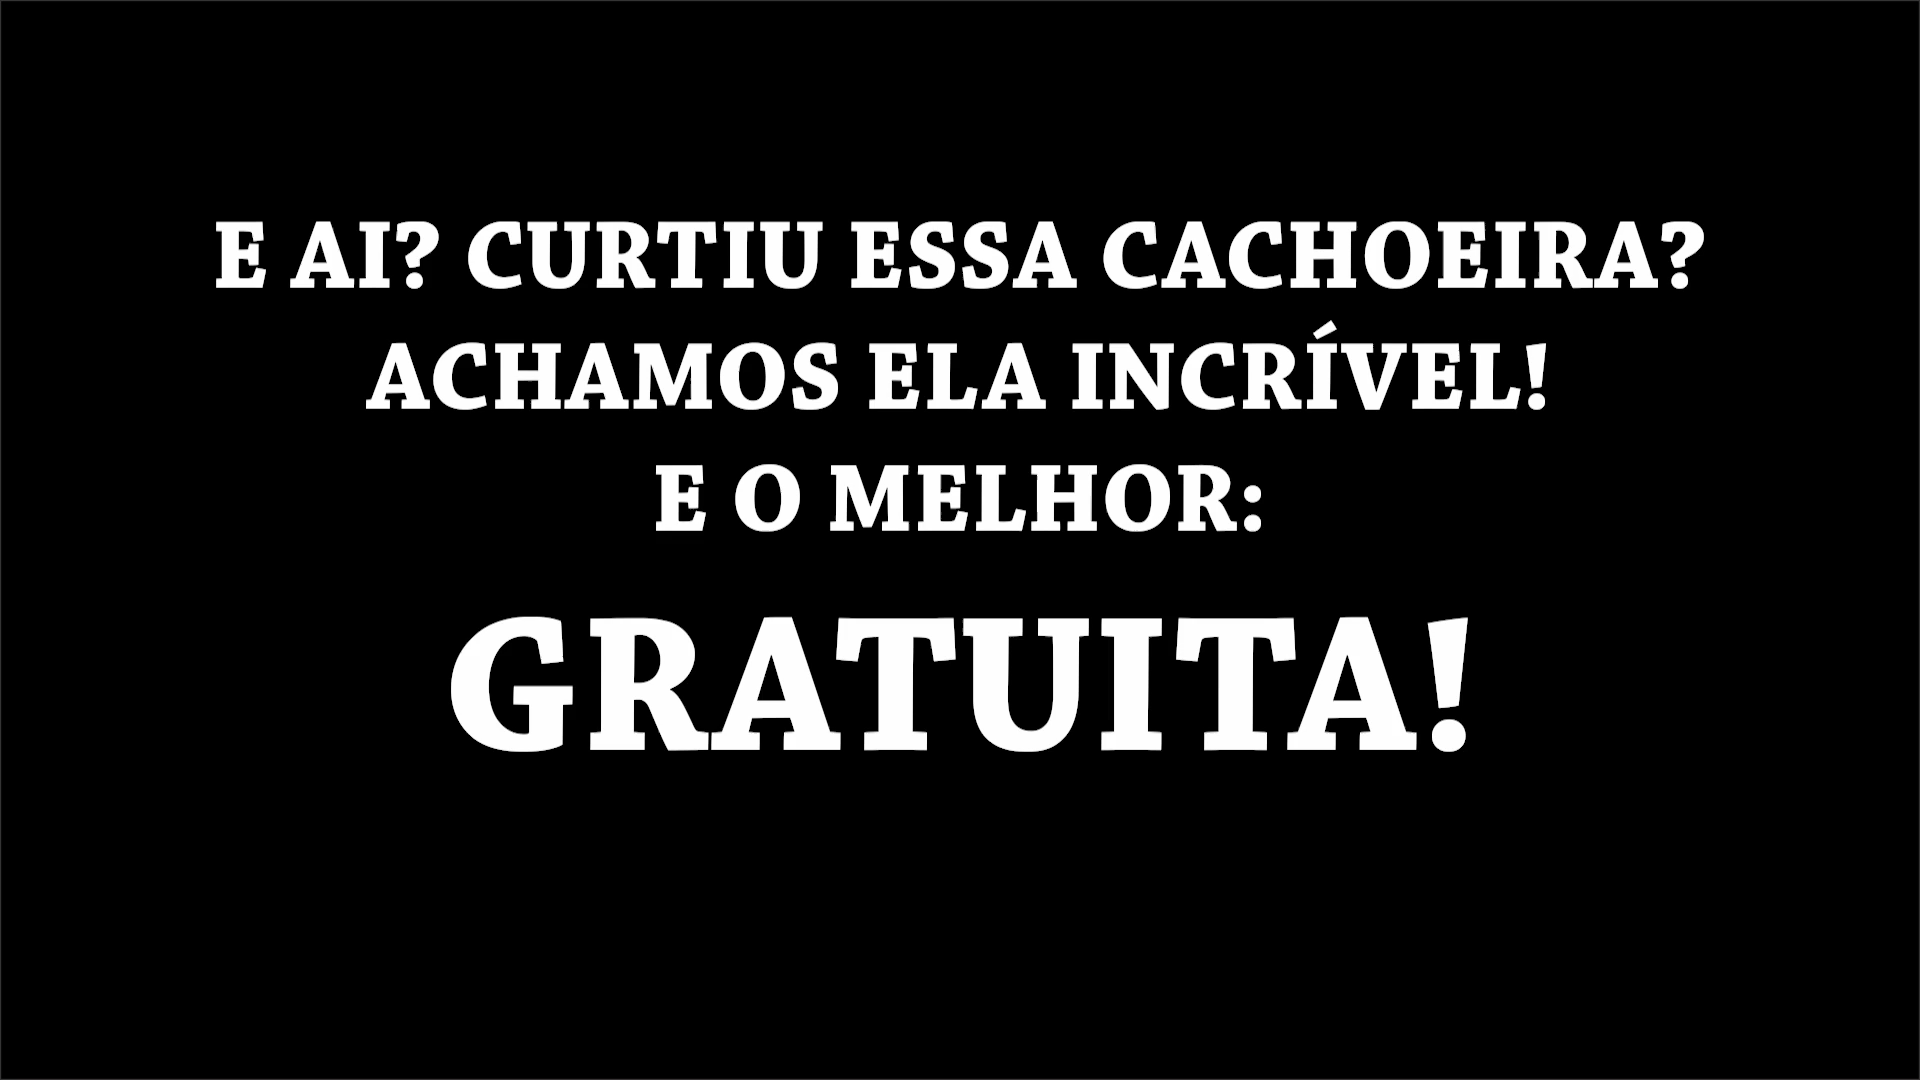 E AI? CURTIU ESSA CACHOEIRA?
ACHAMOS ELA INCRÍVEL!
E O MELHOR:
GRATUITA!